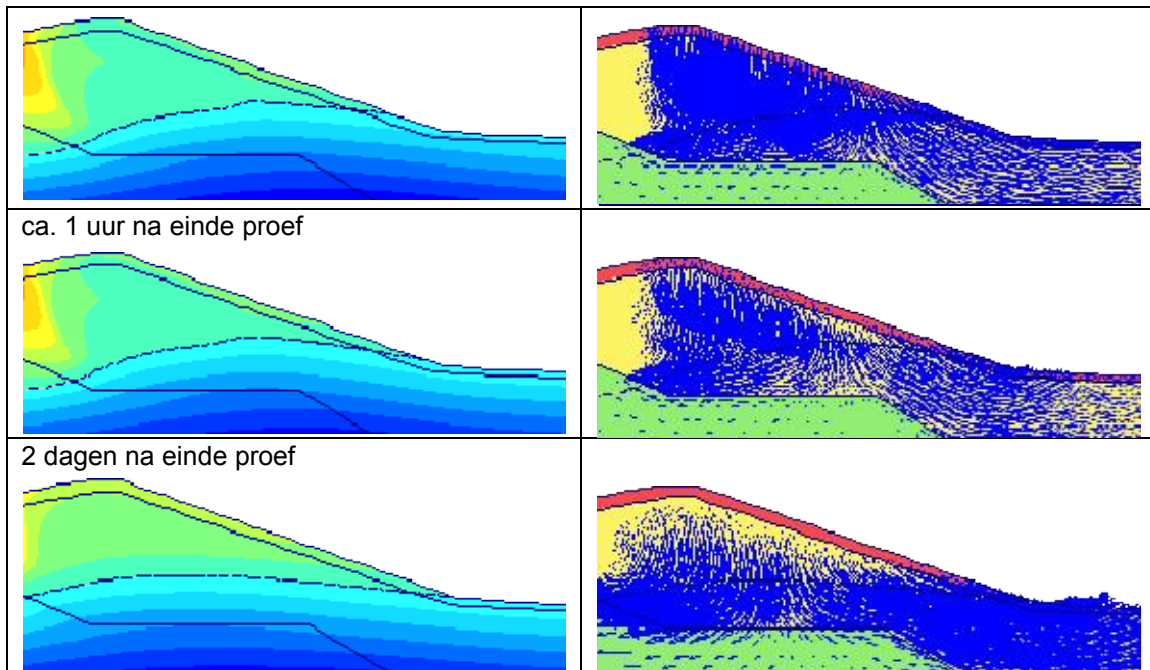 ca. 1 uur na einde proef
2 dagen na einde proef